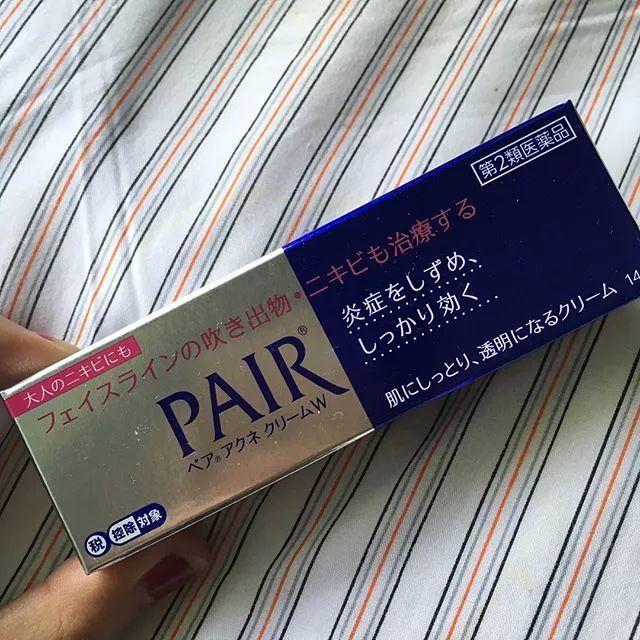 第2類医薬品
大人のニキビにも
フェイスラインの吹き出物・ニキビも治療する
PAIR®
ペア®アクネクリームW
炎症をしずめ、
しっかり効く
肌にしっとり、透明になるクリーム 14
税 控除対象